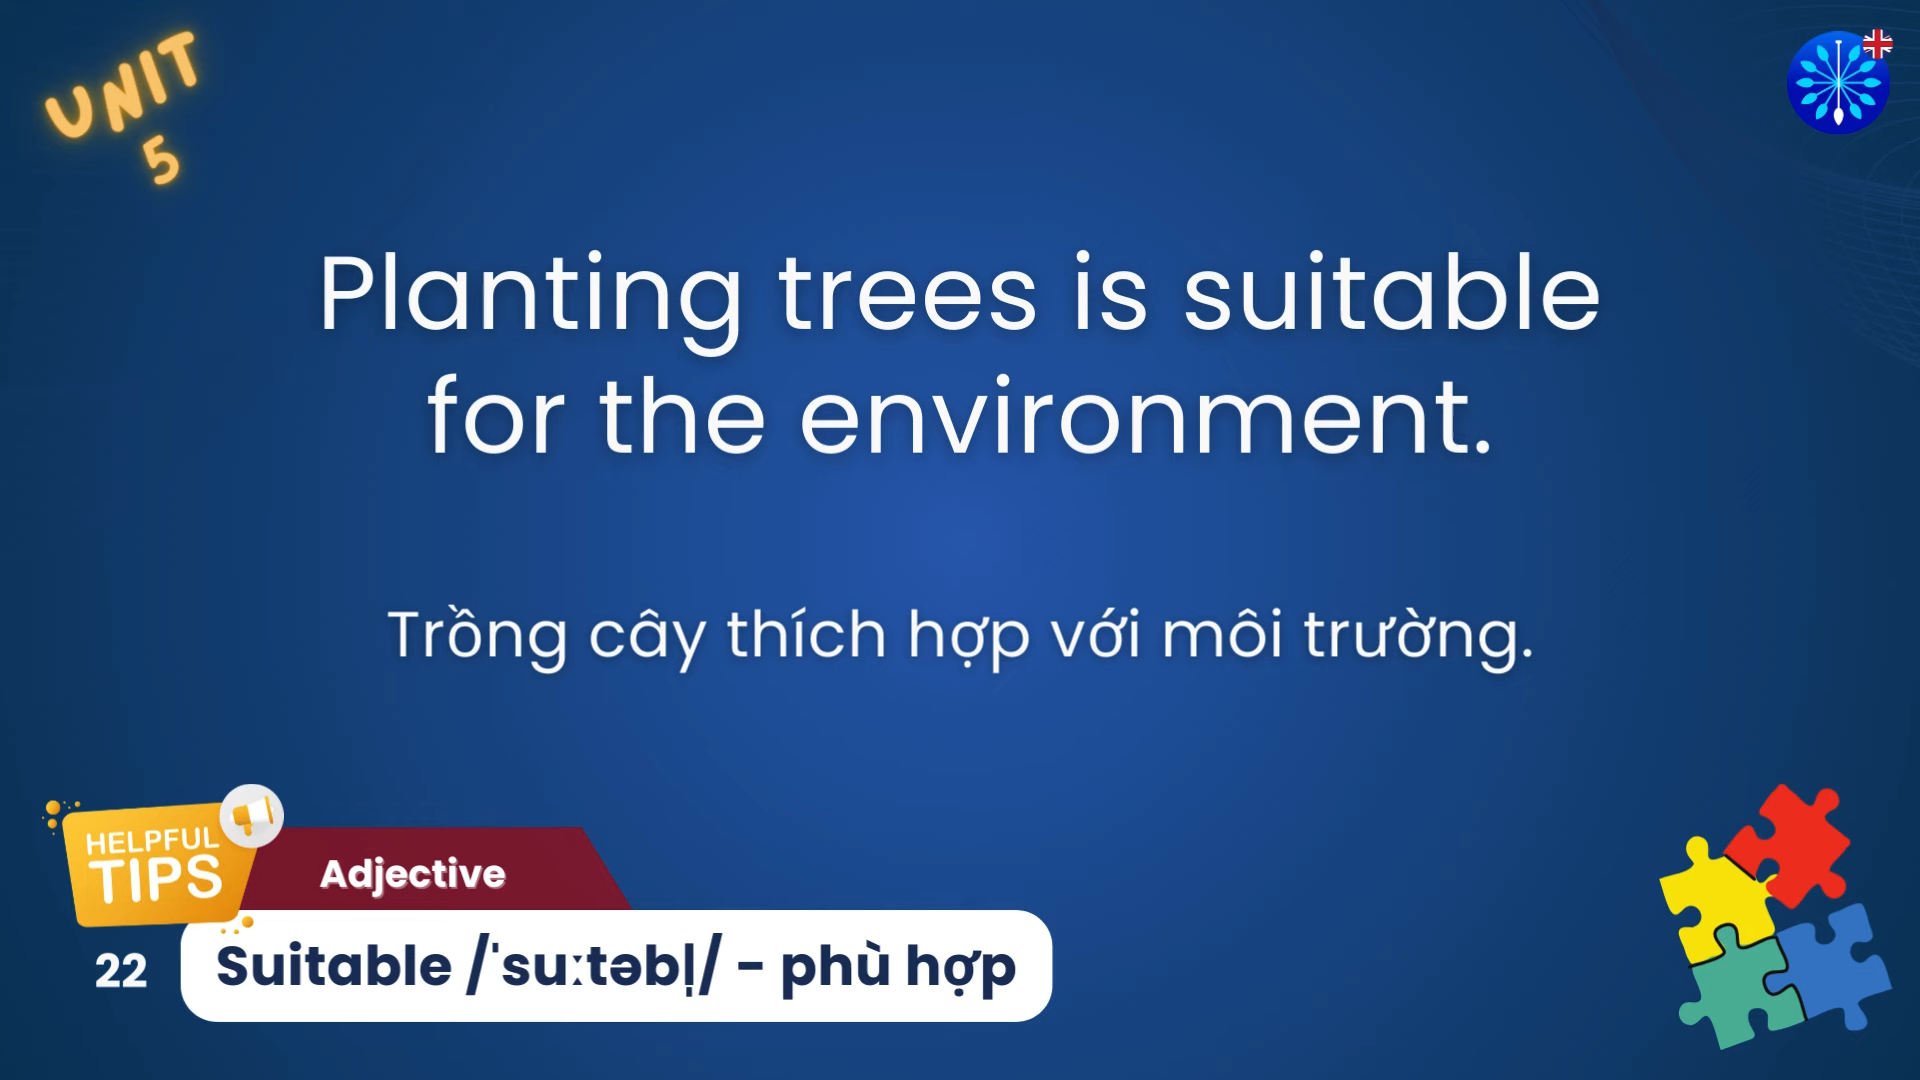 UNIT
5
Planting trees is suitable
for the environment.
Trồng cây thích hợp với môi trường.
HELPFUL
TIPS
Adjective
22
Suitable /ˈsuːtəbl̩/ - phù hợp